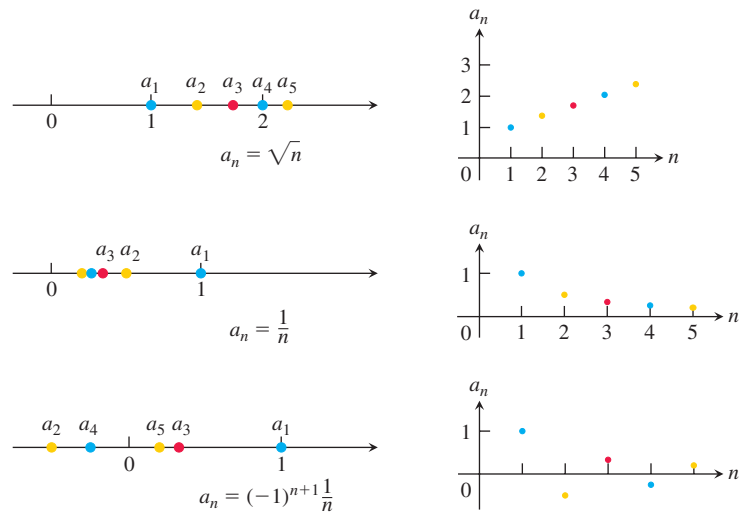 a₁ a₂ a₃ a₄ a₅
0 1 2
aₙ = √n
aₙ
3
2
1
0
1 2 3 4 5
n
a₃ a₂ a₁
0 1
aₙ = 1/n
aₙ
1
0
1 2 3 4 5
n
a₂ a₄ a₅ a₃ a₁
0 1
aₙ = (−1)ⁿ⁺¹ 1/n
aₙ
1
0
n